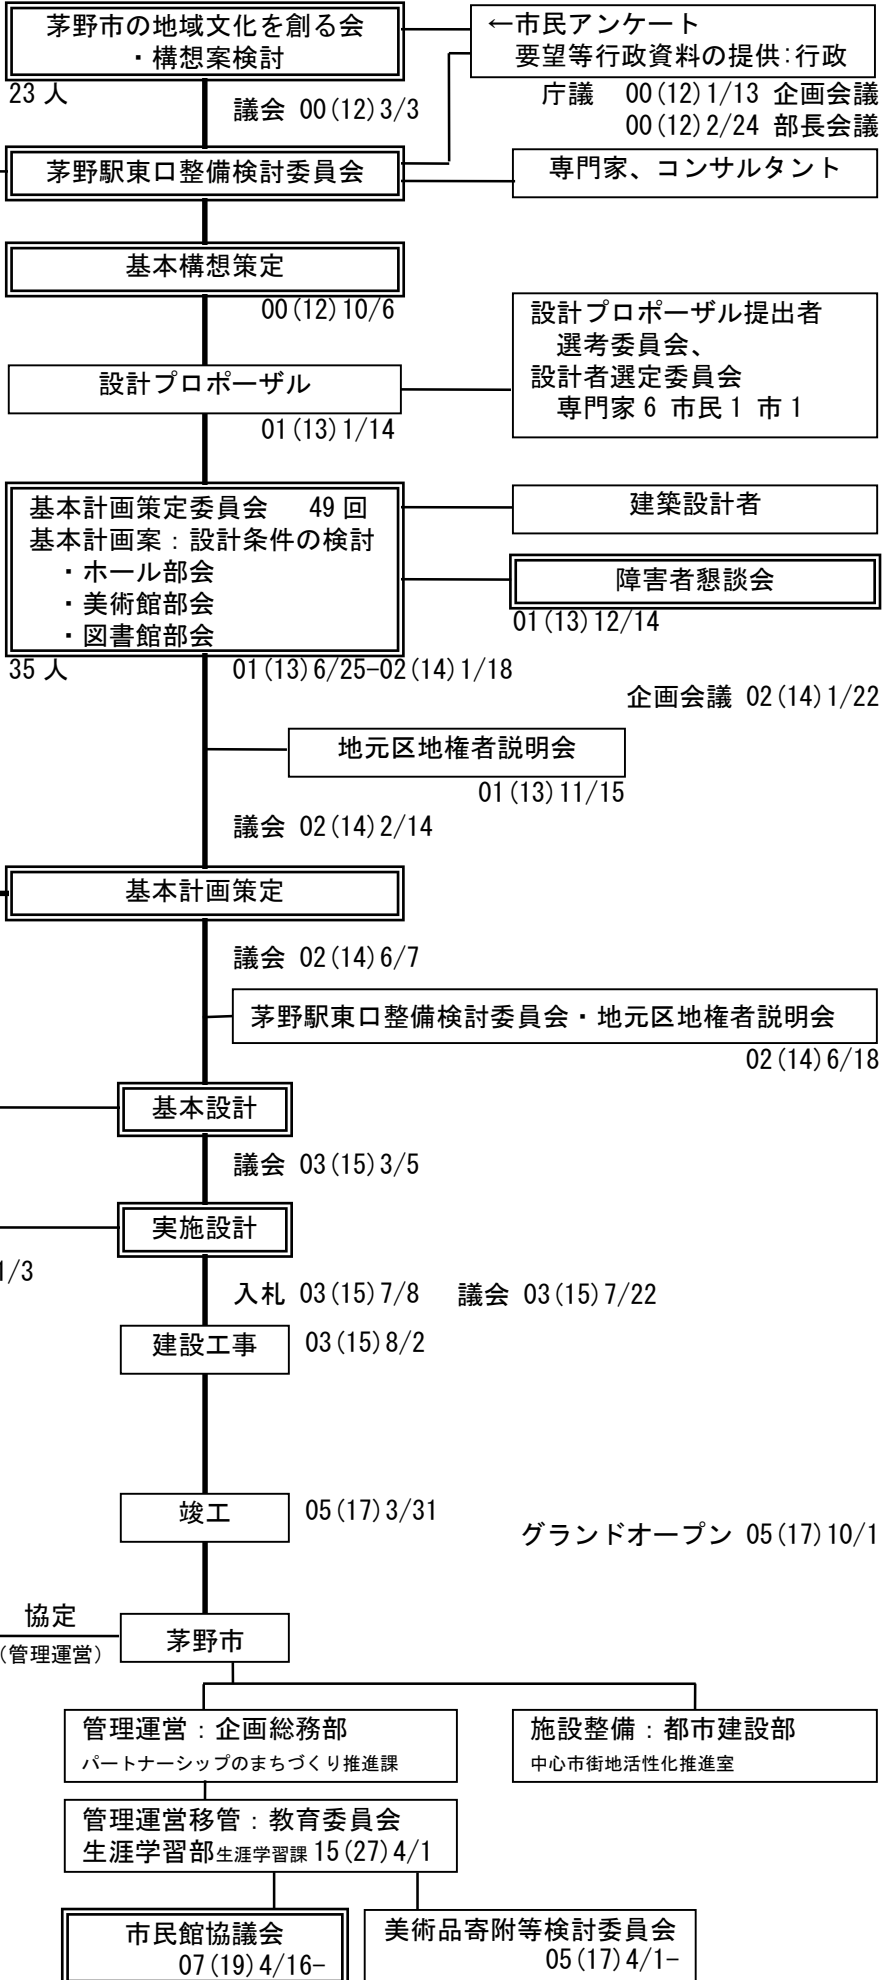 茅野市の地域文化を創る会
・構想案検討
23 人
←市民アンケート
要望等行政資料の提供:行政
議会 00(12)3/3
庁議 00(12)1/13 企画会議
00(12)2/24 部長会議
茅野駅東口整備検討委員会
専門家、コンサルタント
基本構想策定
00(12)10/6
設計プロポーザル
01(13)1/14
設計プロポーザル提出者
選考委員会、
設計者選定委員会
専門家 6 市民 1 市 1
基本計画策定委員会 49 回
基本計画案：設計条件の検討
・ホール部会
・美術館部会
・図書館部会
35 人
01(13)6/25-02(14)1/18
建築設計者
障害者懇談会
01(13)12/14
企画会議 02(14)1/22
地元区地権者説明会
01(13)11/15
議会 02(14)2/14
基本計画策定
議会 02(14)6/7
茅野駅東口整備検討委員会・地元区地権者説明会
02(14)6/18
基本設計
議会 03(15)3/5
実施設計
1/3
入札 03(15)7/8 議会 03(15)7/22
建設工事 03(15)8/2
竣工 05(17)3/31
グランドオープン 05(17)10/1
協定
(管理運営)
茅野市
管理運営：企画総務部
パートナーシップのまちづくり推進課
施設整備：都市建設部
中心市街地活性化推進室
管理運営移管：教育委員会
生涯学習部生涯学習課 15(27)4/1
市民館協議会
07(19)4/16-
美術品寄附等検討委員会
05(17)4/1-